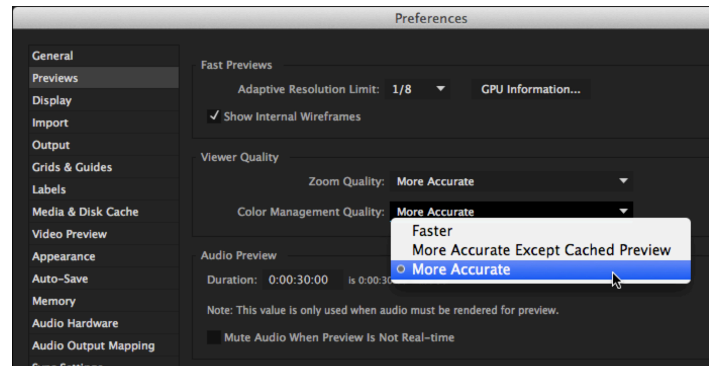 Preferences
General
Previews
Display
Import
Output
Grids & Guides
Labels
Media & Disk Cache
Video Preview
Appearance
Auto-Save
Memory
Audio Hardware
Audio Output Mapping
Fast Previews
Adaptive Resolution Limit: 1/8 GPU Information...
Show Internal Wireframes
Viewer Quality
Zoom Quality: More Accurate
Color Management Quality: More Accurate
Faster
More Accurate Except Cached Preview
More Accurate
Audio Preview
Duration: 0:00:30:00 is 0:00:30
Note: This value is only used when audio must be rendered for preview.
Mute Audio When Preview Is Not Real-time